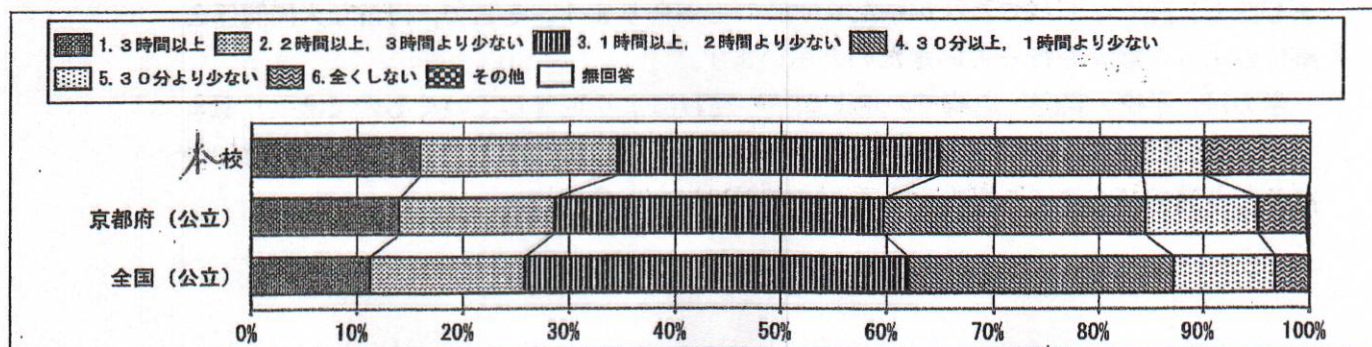 1.3時間以上 2.2時間以上,3時間より少ない 3.1時間以上,2時間より少ない 4.30分以上,1時間より少ない
5.30分より少ない 6.全くしない その他 無回答
本校
京都府(公立)
全国(公立)
0% 10% 20% 30% 40% 50% 60% 70% 80% 90% 100%